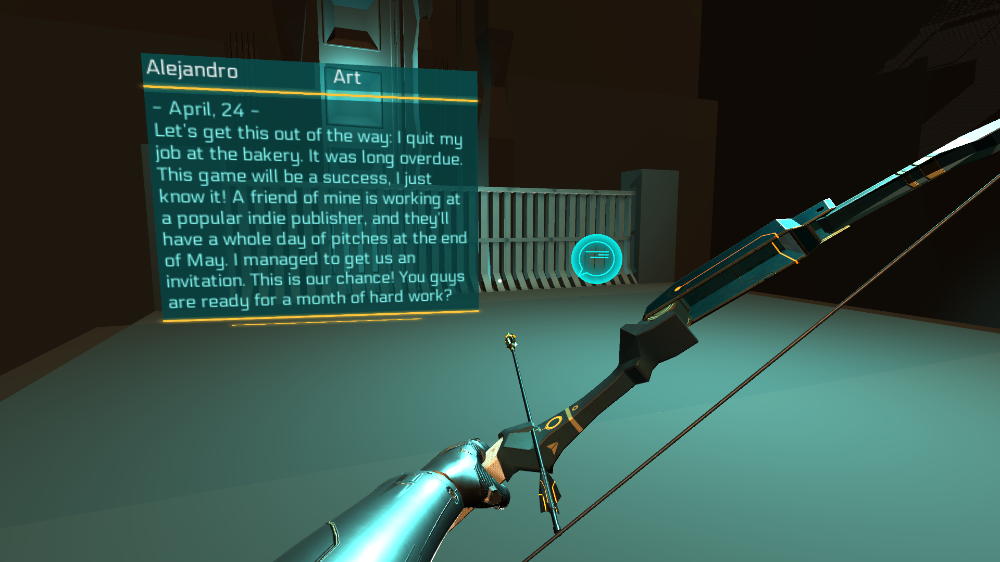 Alejandro Art
- April, 24 -
Let's get this out of the way: I quit my
job at the bakery. It was long overdue.
This game will be a success, I just
know it! A friend of mine is working at
a popular indie publisher, and they'll
have a whole day of pitches at the end
of May. I managed to get us an
invitation. This is our chance! You guys
are ready for a month of hard work?